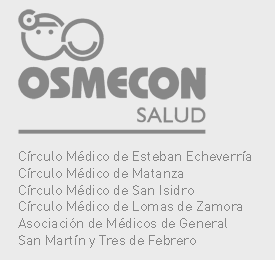 OSMECON
SALUD
Círculo Médico de Esteban Echeverría
Círculo Médico de Matanza
Círculo Médico de San Isidro
Círculo Médico de Lomas de Zamora
Asociación de Médicos de General
San Martín y Tres de Febrero